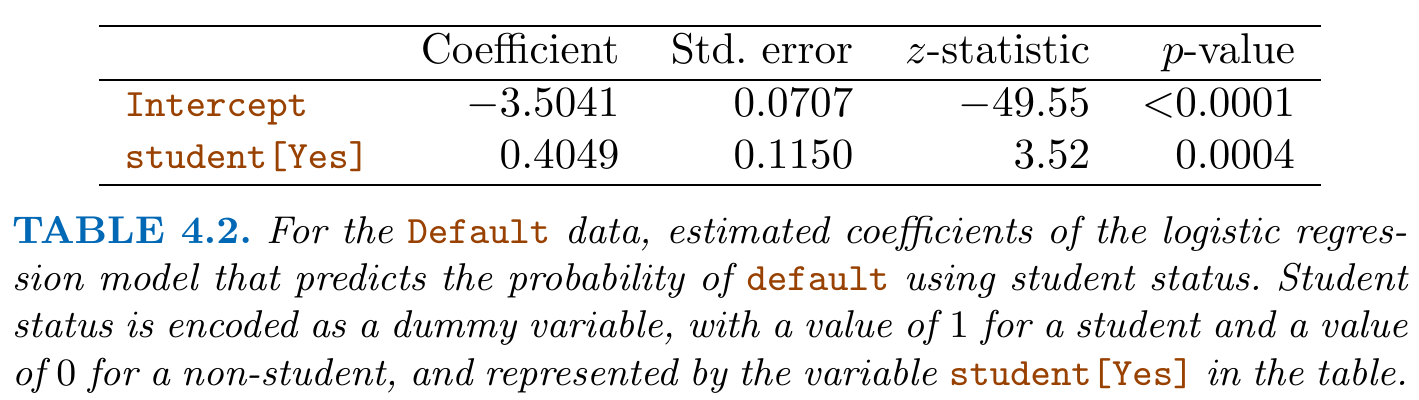 Coefficient Std. error z-statistic p-value
Intercept −3.5041 0.0707 −49.55 <0.0001
student[Yes] 0.4049 0.1150 3.52 0.0004
TABLE 4.2. For the Default data, estimated coefficients of the logistic regres-
sion model that predicts the probability of default using student status. Student
status is encoded as a dummy variable, with a value of 1 for a student and a value
of 0 for a non-student, and represented by the variable student[Yes] in the table.